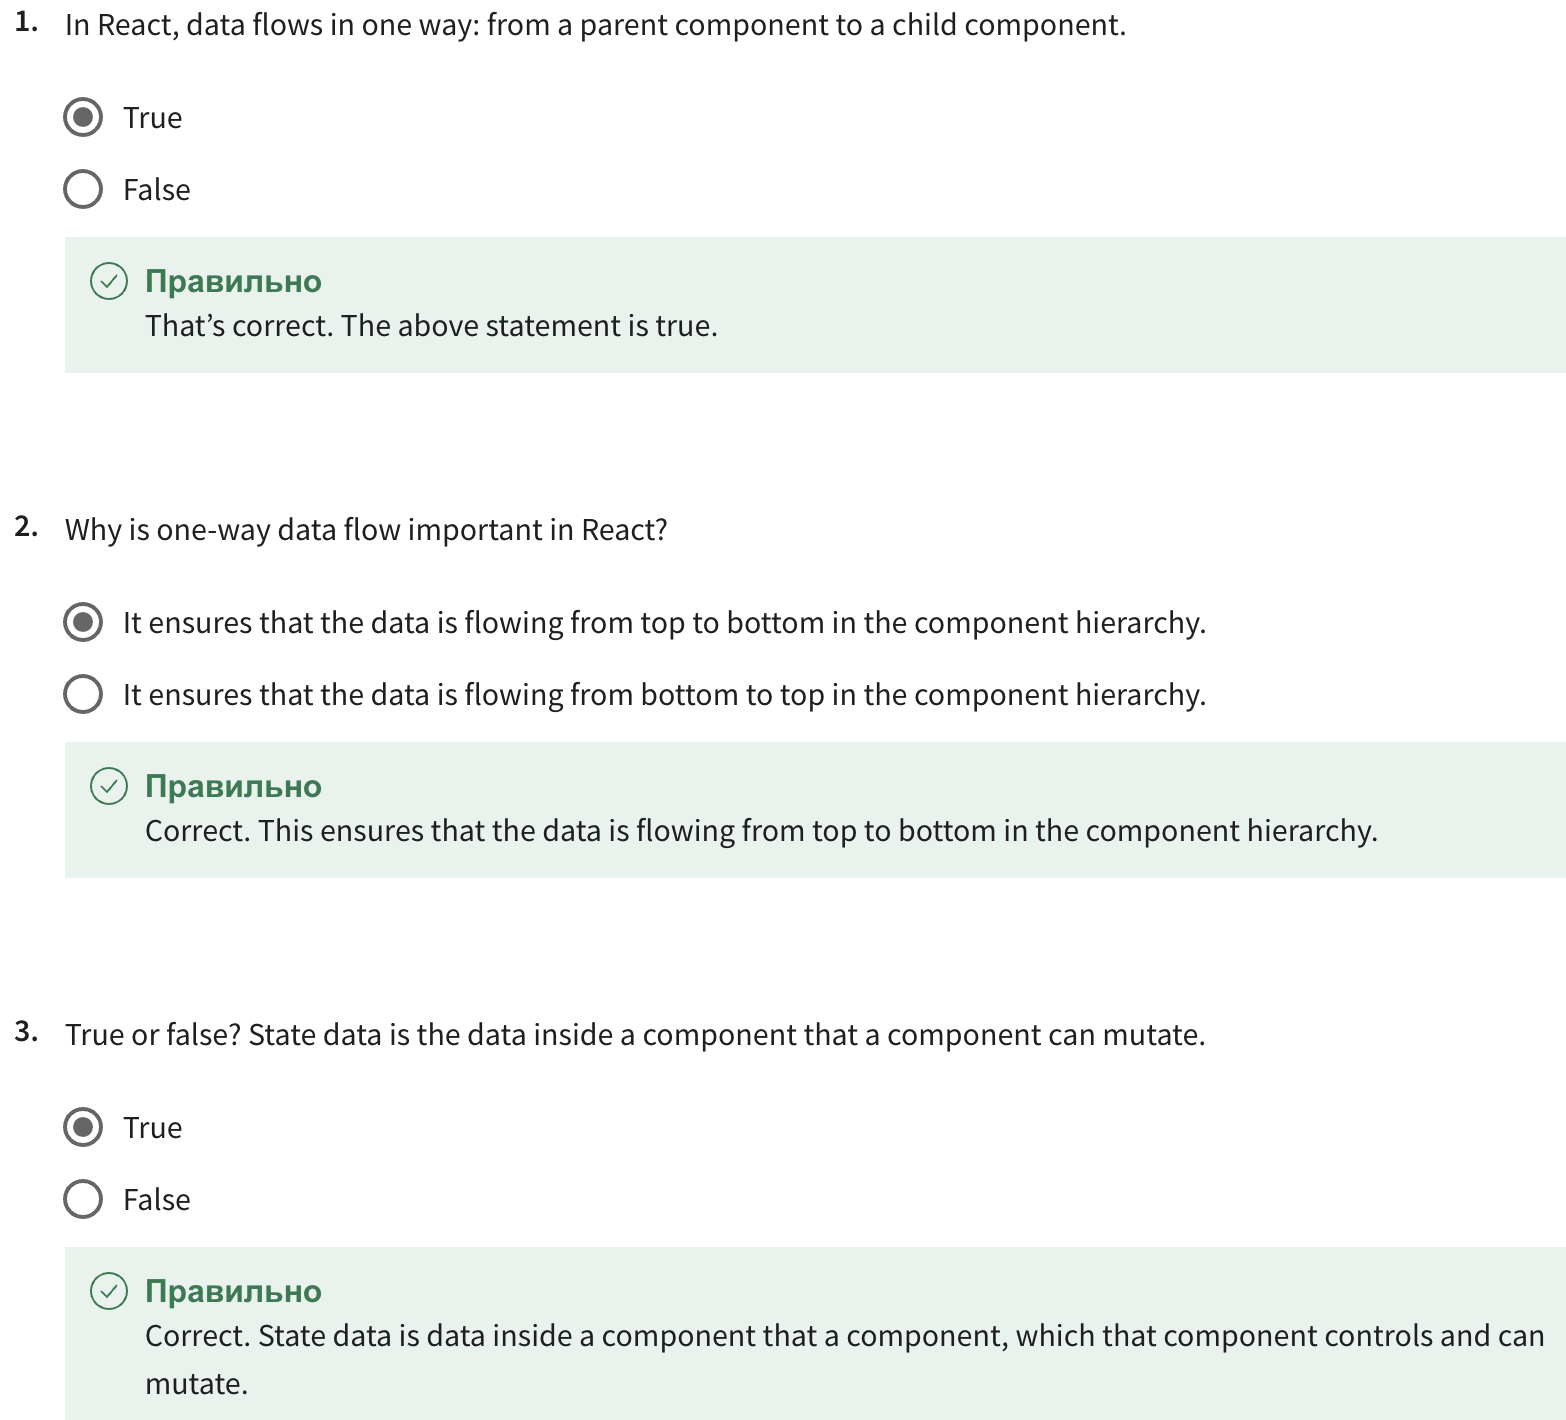 1. In React, data flows in one way: from a parent component to a child component.
True
False
Правильно
That’s correct. The above statement is true.
2. Why is one-way data flow important in React?
It ensures that the data is flowing from top to bottom in the component hierarchy.
It ensures that the data is flowing from bottom to top in the component hierarchy.
Правильно
Correct. This ensures that the data is flowing from top to bottom in the component hierarchy.
3. True or false? State data is the data inside a component that a component can mutate.
True
False
Правильно
Correct. State data is data inside a component that a component, which that component controls and can
mutate.